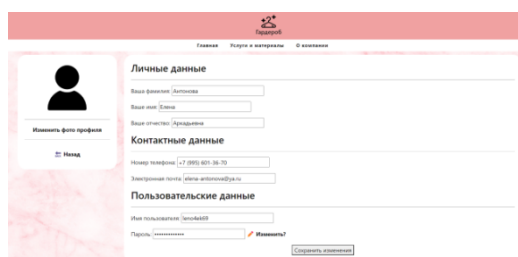 Гардероб
Главная Услуги и материалы О компании
Личные данные
Ваша фамилия: Антонова
Ваше имя: Елена
Ваше отчество: Аркадьевна
Изменить фото профиля
Назад
Контактные данные
Номер телефона: +7 (995) 601-36-70
Электронная почта: elena-antonova@ya.ru
Пользовательские данные
Имя пользователя: lenochek69
Пароль: •••••••••••••• Изменить?
Сохранить изменения